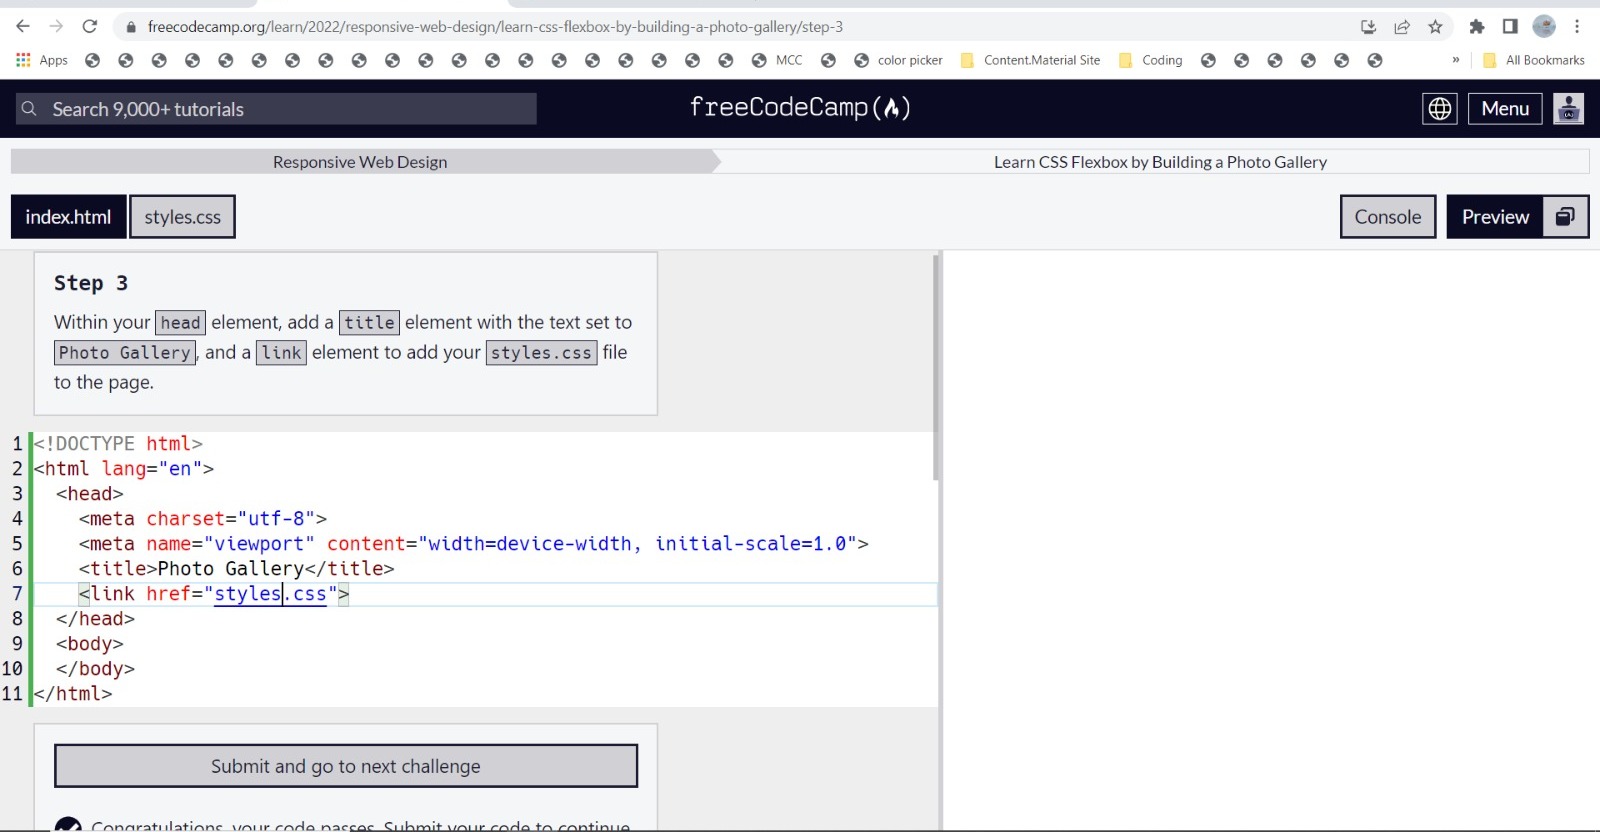 freecodecamp.org/learn/2022/responsive-web-design/learn-css-flexbox-by-building-a-photo-gallery/step-3
Apps MCC color picker Content.Material Site Coding » All Bookmarks
Search 9,000+ tutorials freeCodeCamp Menu
Responsive Web Design Learn CSS Flexbox by Building a Photo Gallery
index.html styles.css Console Preview
Step 3
Within your head element, add a title element with the text set to
Photo Gallery, and a link element to add your styles.css file
to the page.
1 <!DOCTYPE html>
2 <html lang="en">
3 <head>
4 <meta charset="utf-8">
5 <meta name="viewport" content="width=device-width, initial-scale=1.0">
6 <title>Photo Gallery</title>
7 <link href="styles.css">
8 </head>
9 <body>
10 </body>
11 </html>
Submit and go to next challenge
Congratulations, your code passes. Submit your code to continue